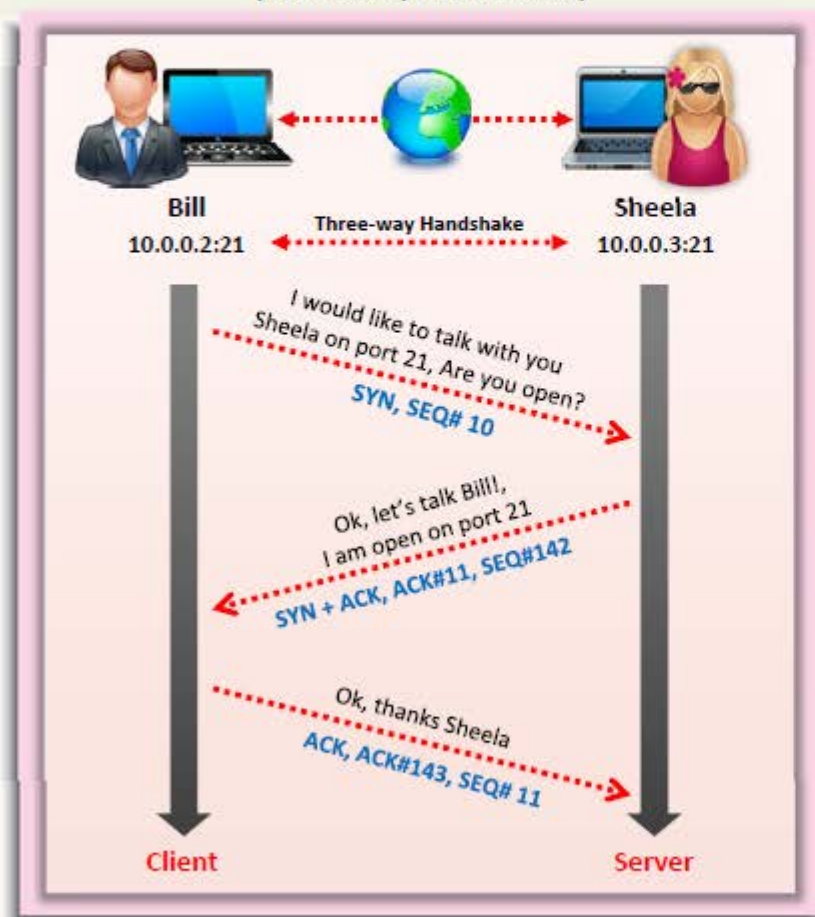 Bill
Sheela
10.0.0.2:21
Three-way Handshake
10.0.0.3:21
I would like to talk with you
Sheela on port 21, Are you open?
SYN, SEQ# 10
Ok, let's talk Bill!,
I am open on port 21
SYN + ACK, ACK#11, SEQ#142
Ok, thanks Sheela
ACK, ACK#143, SEQ# 11
Client
Server